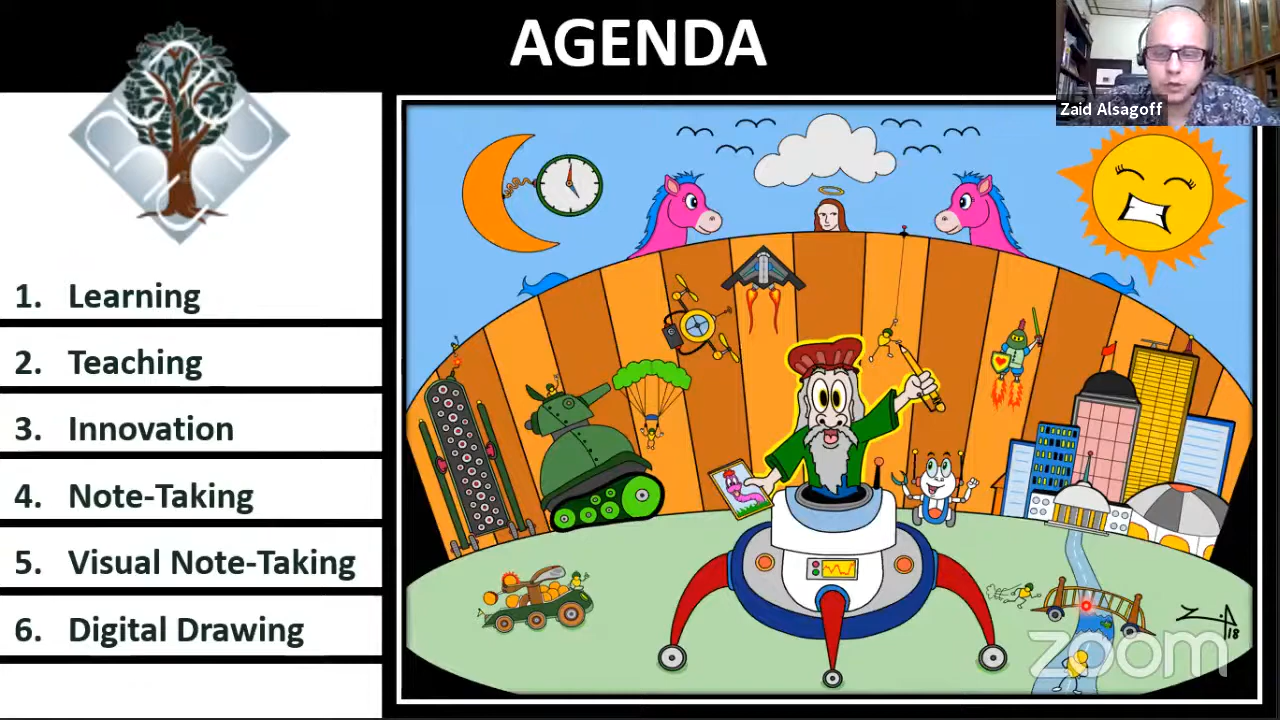 AGENDA
Zaid Alsagoff
1. Learning
2. Teaching
3. Innovation
4. Note-Taking
5. Visual Note-Taking
6. Digital Drawing
18
zoom